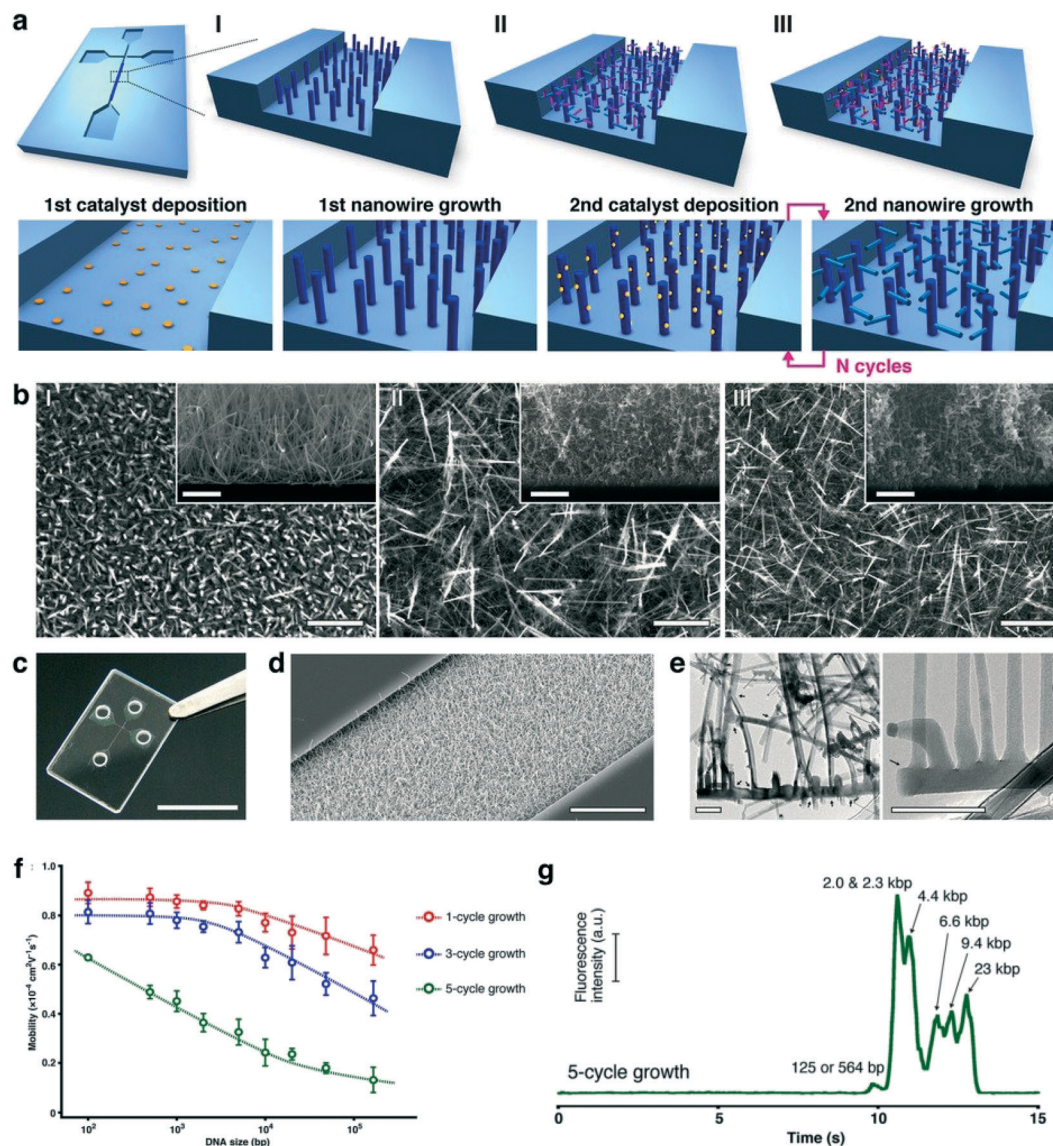 a
I
II
III
1st catalyst deposition
1st nanowire growth
2nd catalyst deposition
2nd nanowire growth
N cycles
b
i
ii
iii
c
d
e
f
1.0
0.8
0.6
0.4
0.2
0
Mobility (×10⁻⁴ cm²V⁻¹s⁻¹)
10²
10³
10⁴
10⁵
DNA size (bp)
1-cycle growth
3-cycle growth
5-cycle growth
g
Fluorescence
intensity (a.u.)
2.0 & 2.3 kbp
4.4 kbp
6.6 kbp
9.4 kbp
23 kbp
125 or 564 bp
5-cycle growth
0
5
10
15
Time (s)